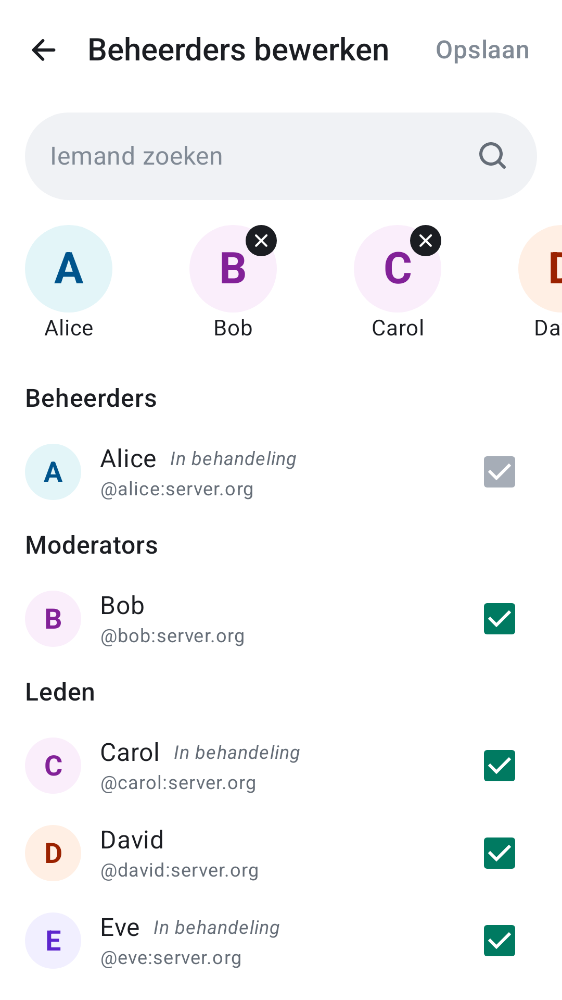 Beheerders bewerken
Opslaan
Iemand zoeken
A
B
C
D
Alice
Bob
Carol
Da
Beheerders
A
Alice In behandeling
@alice:server.org
Moderators
B
Bob
@bob:server.org
Leden
C
Carol In behandeling
@carol:server.org
D
David
@david:server.org
E
Eve In behandeling
@eve:server.org